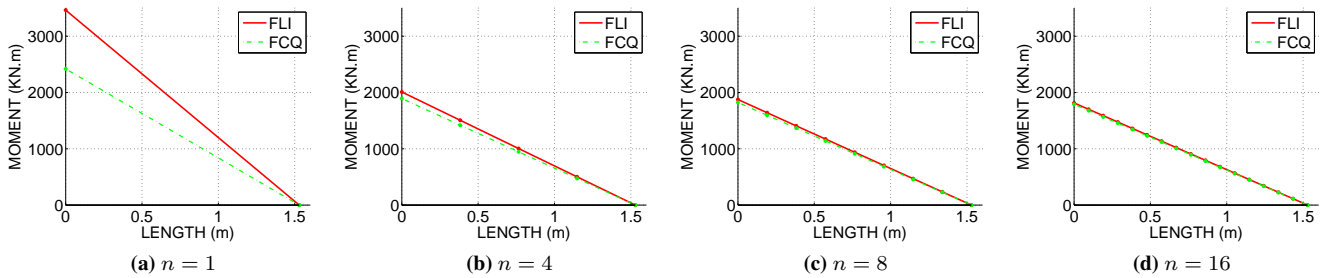 MOMENT (KN.m)
3000
2000
1000
0
0
0.5
1
1.5
LENGTH (m)
FLI
FCQ
(a) n = 1
MOMENT (KN.m)
3000
2000
1000
0
0
0.5
1
1.5
LENGTH (m)
FLI
FCQ
(b) n = 4
MOMENT (KN.m)
3000
2000
1000
0
0
0.5
1
1.5
LENGTH (m)
FLI
FCQ
(c) n = 8
MOMENT (KN.m)
3000
2000
1000
0
0
0.5
1
1.5
LENGTH (m)
FLI
FCQ
(d) n = 16